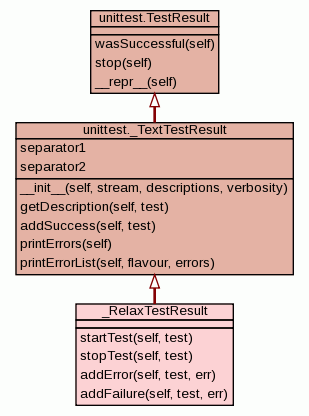 unittest.TestResult
wasSuccessful(self)
stop(self)
__repr__(self)
unittest._TextTestResult
separator1
separator2
__init__(self, stream, descriptions, verbosity)
getDescription(self, test)
addSuccess(self, test)
printErrors(self)
printErrorList(self, flavour, errors)
_RelaxTestResult
startTest(self, test)
stopTest(self, test)
addError(self, test, err)
addFailure(self, test, err)